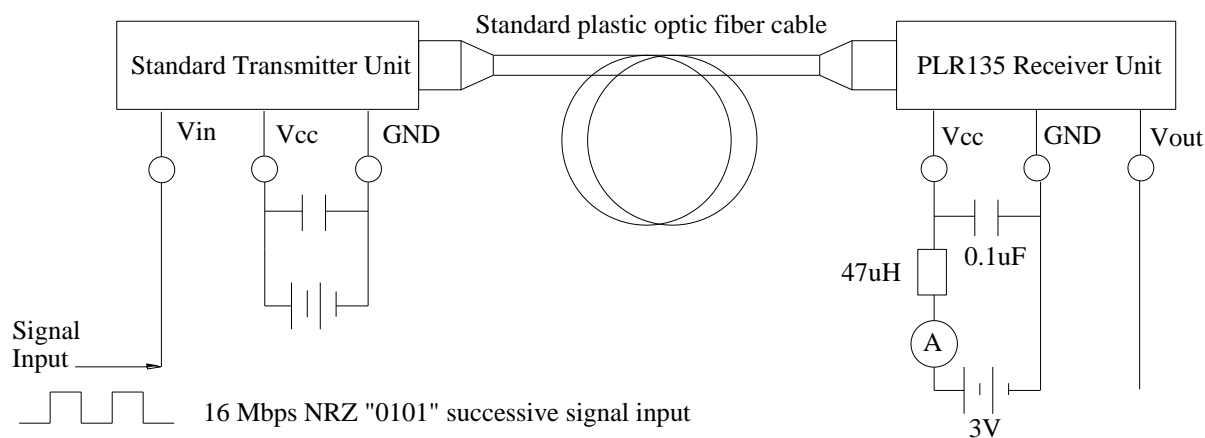 Standard plastic optic fiber cable
Standard Transmitter Unit
PLR135 Receiver Unit
Vin
Vcc
GND
Vcc
GND
Vout
0.1uF
47uH
A
Signal
Input
3V
16 Mbps NRZ "0101" successive signal input